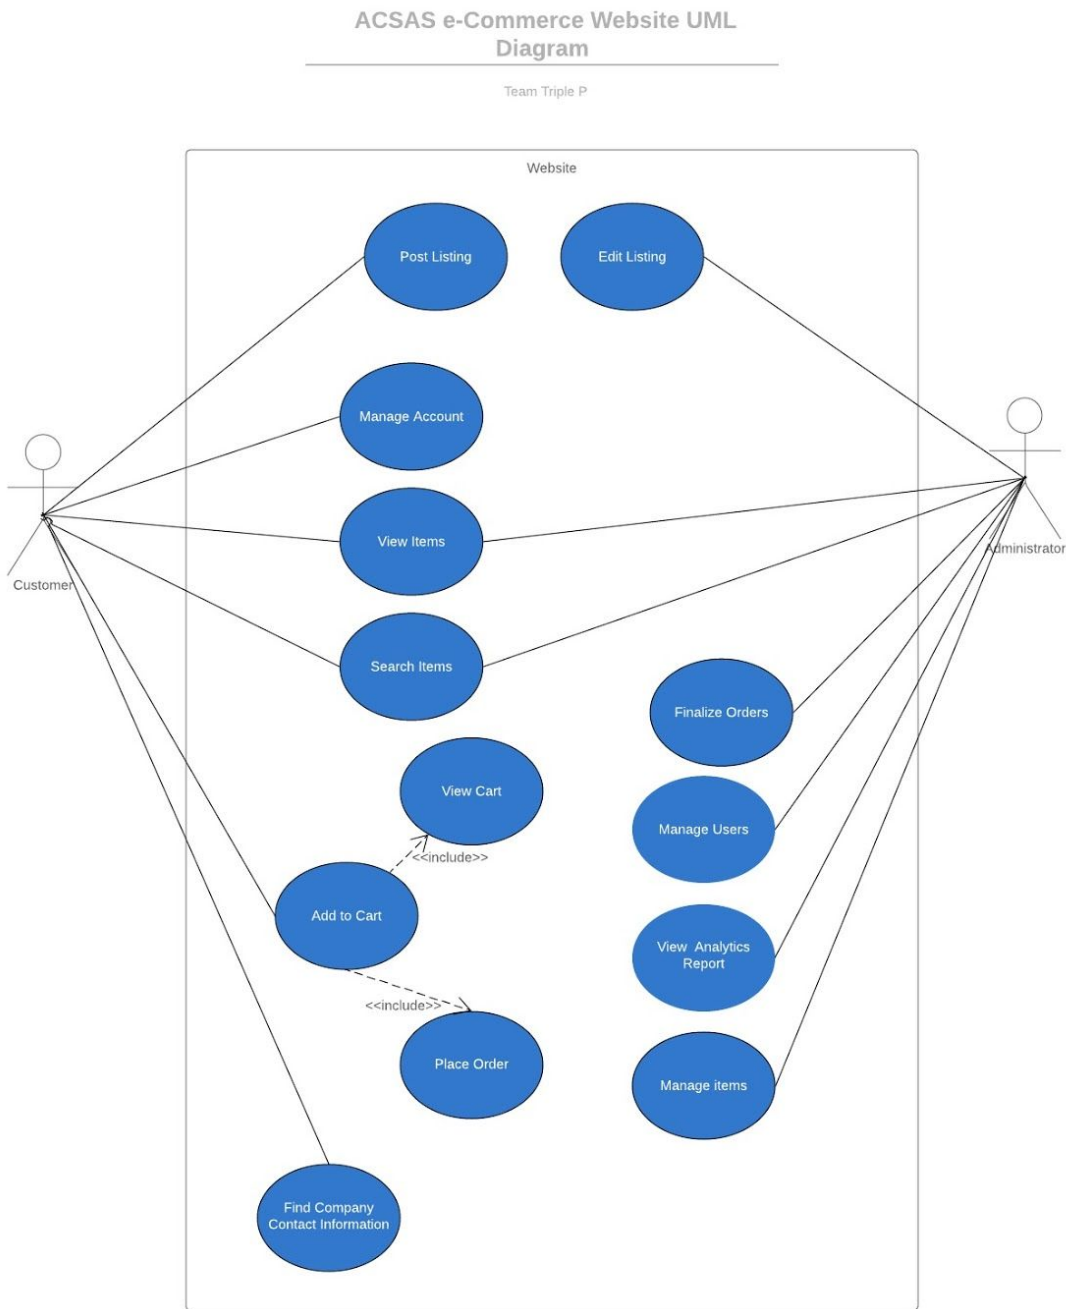 ACSAS e-Commerce Website UML
Diagram
Team Triple P
Website
Post Listing
Edit Listing
Manage Account
View Items
Customer
Administrator
Search Items
Finalize Orders
View Cart
Manage Users
<<include>>
Add to Cart
View Analytics
Report
<<include>>
Place Order
Manage items
Find Company
Contact Information